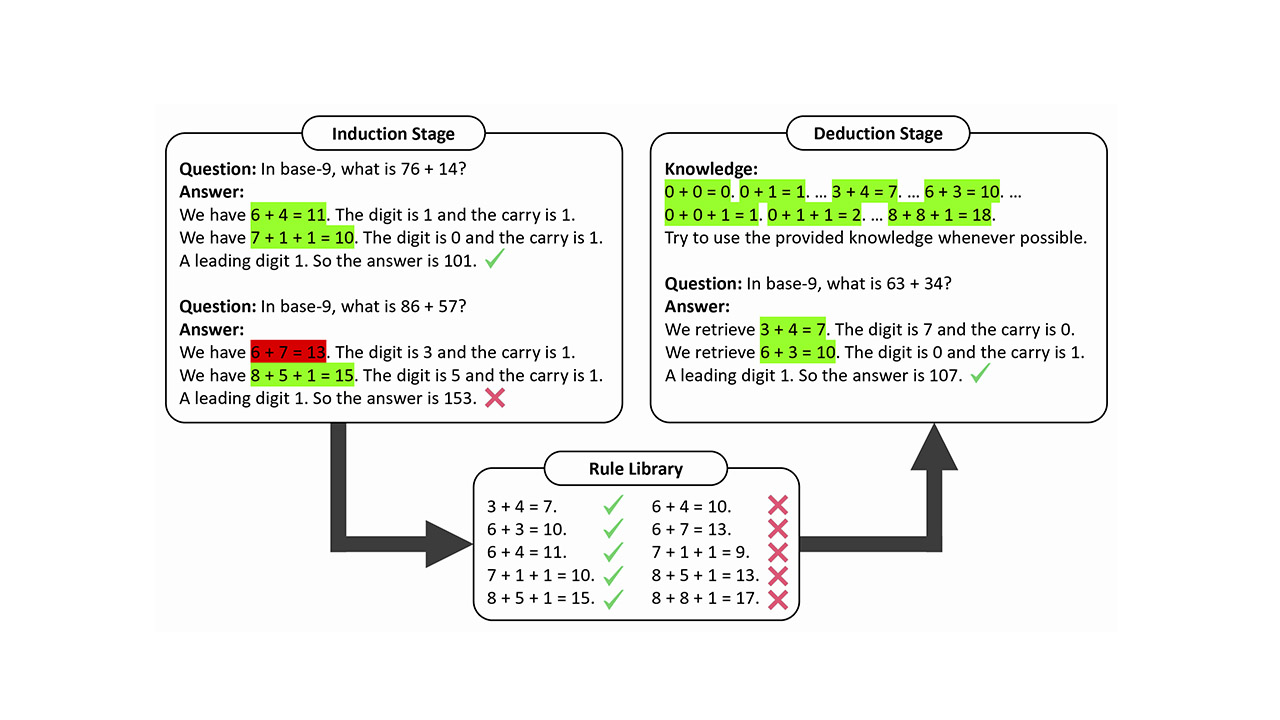 Induction Stage
Question: In base-9, what is 76 + 14?
Answer:
We have 6 + 4 = 11. The digit is 1 and the carry is 1.
We have 7 + 1 + 1 = 10. The digit is 0 and the carry is 1.
A leading digit 1. So the answer is 101.
Question: In base-9, what is 86 + 57?
Answer:
We have 6 + 7 = 13. The digit is 3 and the carry is 1.
We have 8 + 5 + 1 = 15. The digit is 5 and the carry is 1.
A leading digit 1. So the answer is 153.
Deduction Stage
Knowledge:
0 + 0 = 0. 0 + 1 = 1. ... 3 + 4 = 7. ... 6 + 3 = 10. ...
0 + 0 + 1 = 1. 0 + 1 + 1 = 2. ... 8 + 8 + 1 = 18.
Try to use the provided knowledge whenever possible.
Question: In base-9, what is 63 + 34?
Answer:
We retrieve 3 + 4 = 7. The digit is 7 and the carry is 0.
We retrieve 6 + 3 = 10. The digit is 0 and the carry is 1.
A leading digit 1. So the answer is 107.
Rule Library
3 + 4 = 7.
6 + 3 = 10.
6 + 4 = 11.
7 + 1 + 1 = 10.
8 + 5 + 1 = 15.
6 + 4 = 10.
6 + 7 = 13.
7 + 1 + 1 = 9.
8 + 5 + 1 = 13.
8 + 8 + 1 = 17.